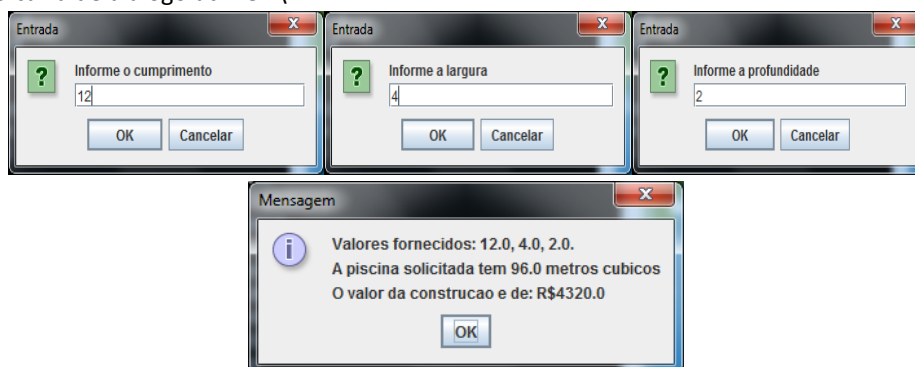 Entrada
Informe o cumprimento
12
OK Cancelar
Entrada
Informe a largura
4
OK Cancelar
Entrada
Informe a profundidade
2
OK Cancelar
Mensagem
Valores fornecidos: 12.0, 4.0, 2.0.
A piscina solicitada tem 96.0 metros cubicos
O valor da construcao e de: R$4320.0
OK